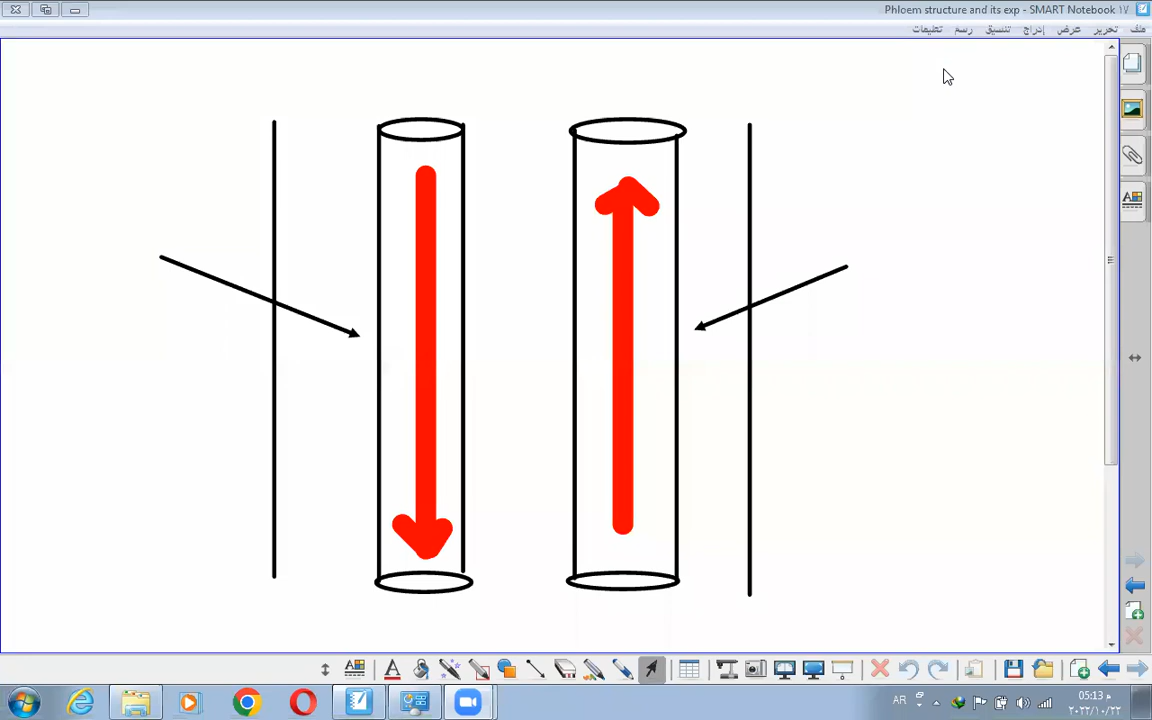 Phloem structure and its exp - SMART Notebook ١٧
ملف تحرير عرض إدراج تنسيق رسم تعليمات
A
AR
م 05:13
٢٠٢٢/١٠/٢٢